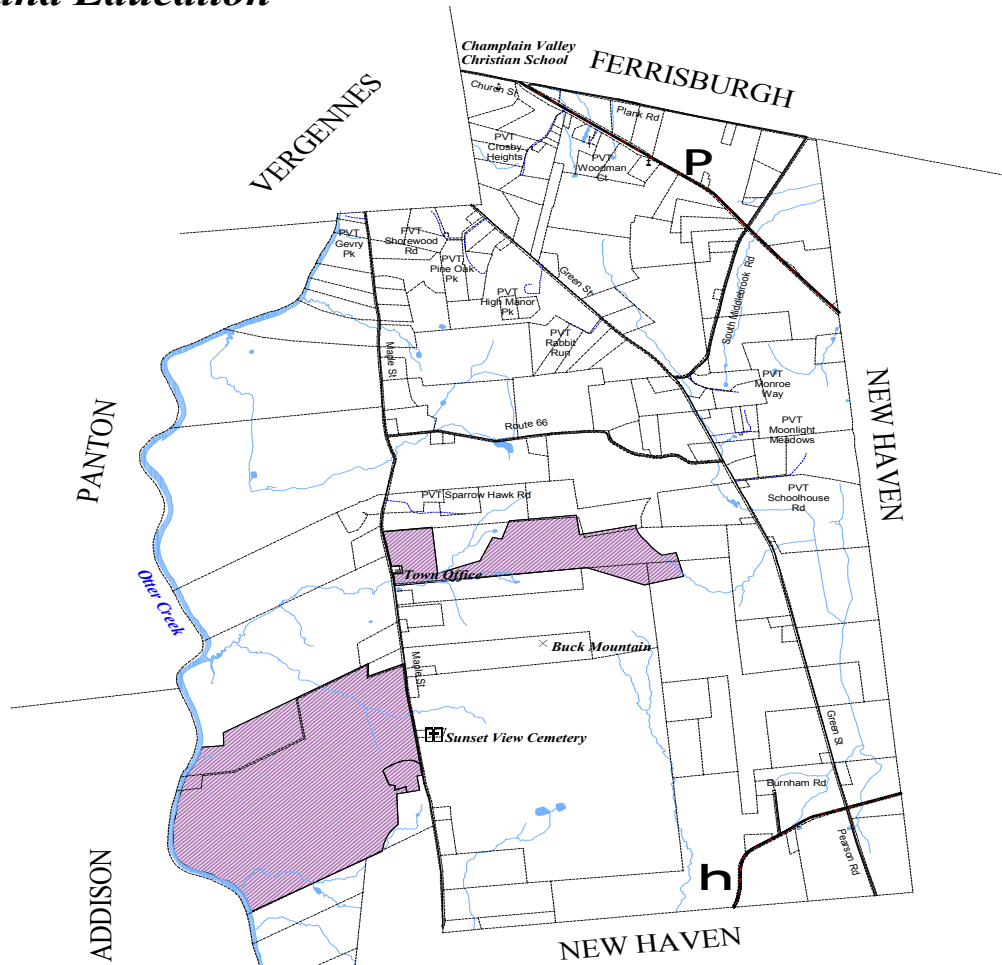 Champlain Valley
Christian School
FERRISBURGH
VERGENNES
Church St
Plank Rd
PVT
Crosby
Heights
PVT
Woodman
Ct
P
PVT
Gevry
Pk
PVT
Shorewood
Rd
PVT
Pine Oak
Pk
Green St
South Middlebrook Rd
PVT
High Manor
Pk
PVT
Rabbit
Run
Maple St
PVT
Monroe
Way
NEW HAVEN
PANTON
Route 66
PVT
Moonlight
Meadows
PVT Sparrow Hawk Rd
PVT
Schoolhouse
Rd
Town Office
Otter Creek
Buck Mountain
Maple St
Sunset View Cemetery
Green St
Burnham Rd
Pearson Rd
ADDISON
h
NEW HAVEN